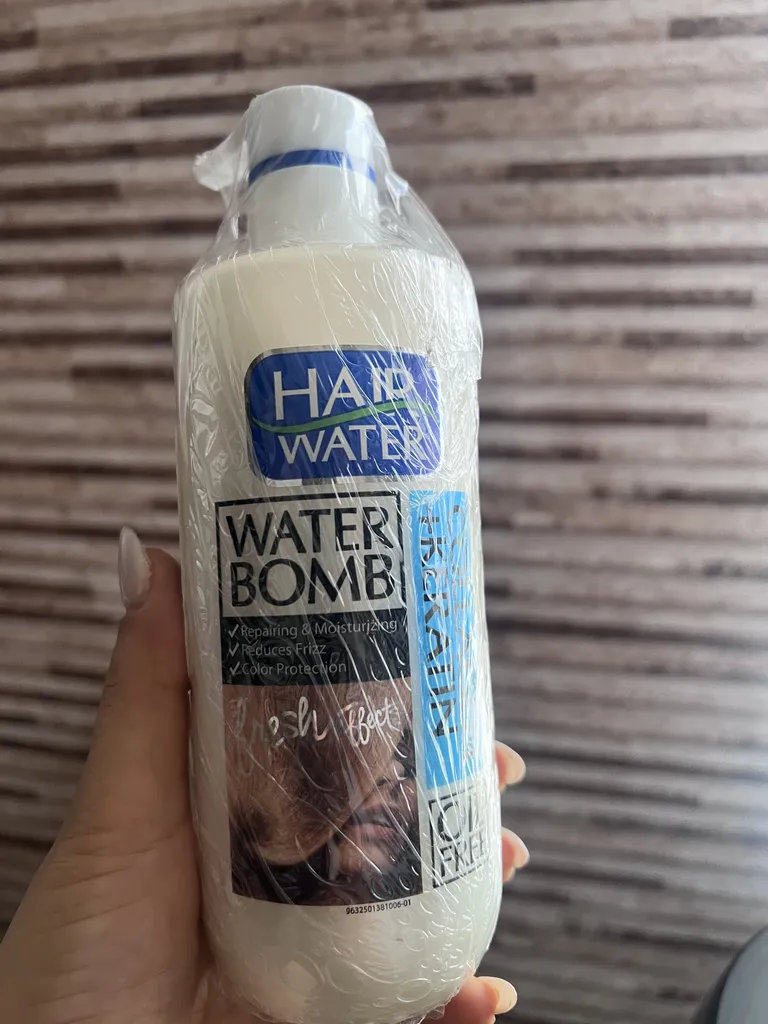 HAIR
WATER
WATER
BOMB
✓ Repairing & Moisturizing
✓ Reduces Frizz
✓ Color Protection
fresh effect
+KERATIN
OIL
FREE
9632501381006-01